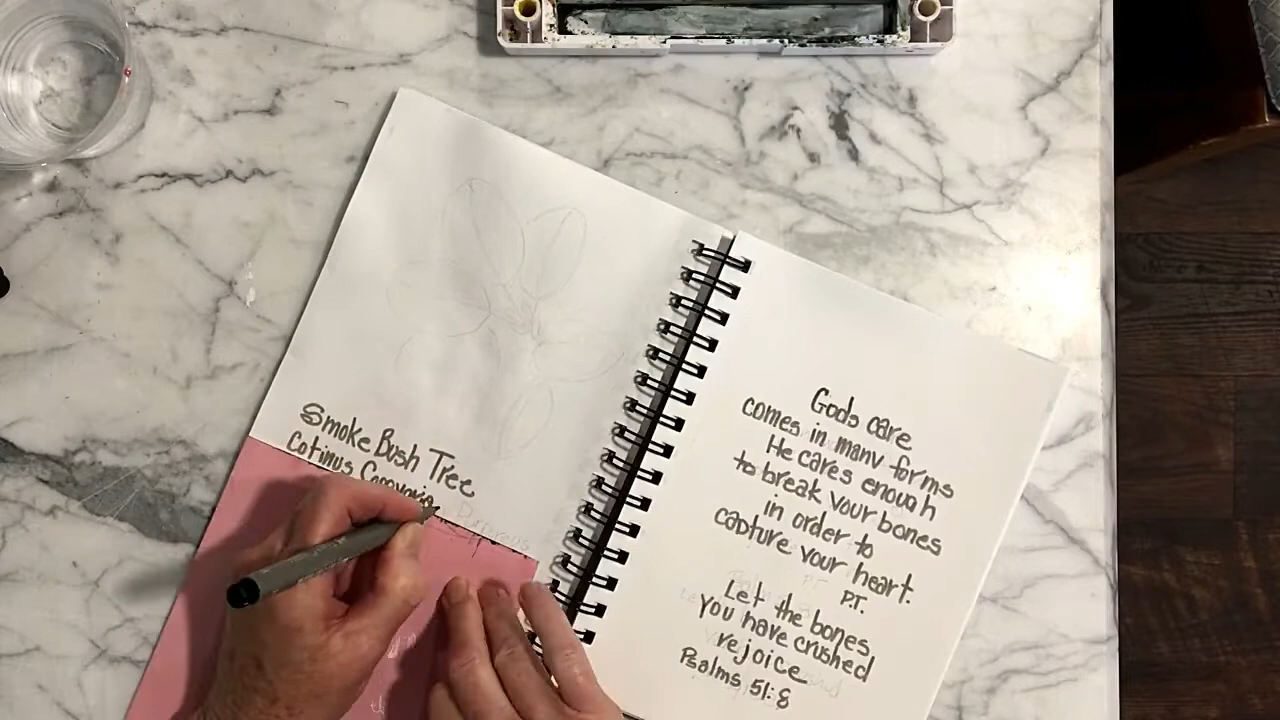 Smoke Bush Tree
Cotinus
Gods care
comes in many forms
He cares enough
to break your bones
in order to
capture your heart.
P.T.
Let the bones
you have crushed
rejoice
Psalms 51:8